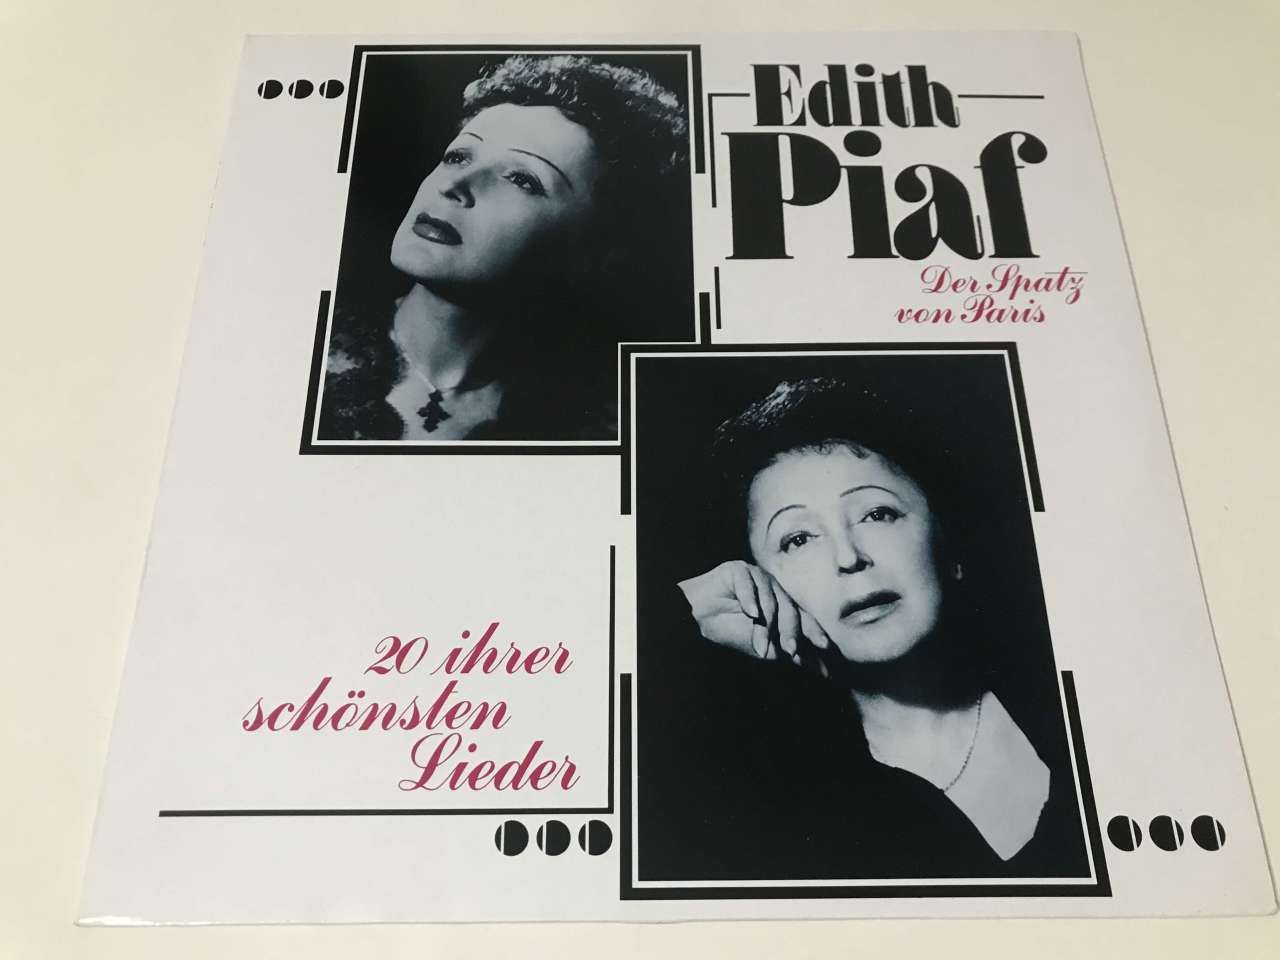 Edith
Piaf
Der Spatz
von Paris
20 ihrer
schönsten
Lieder